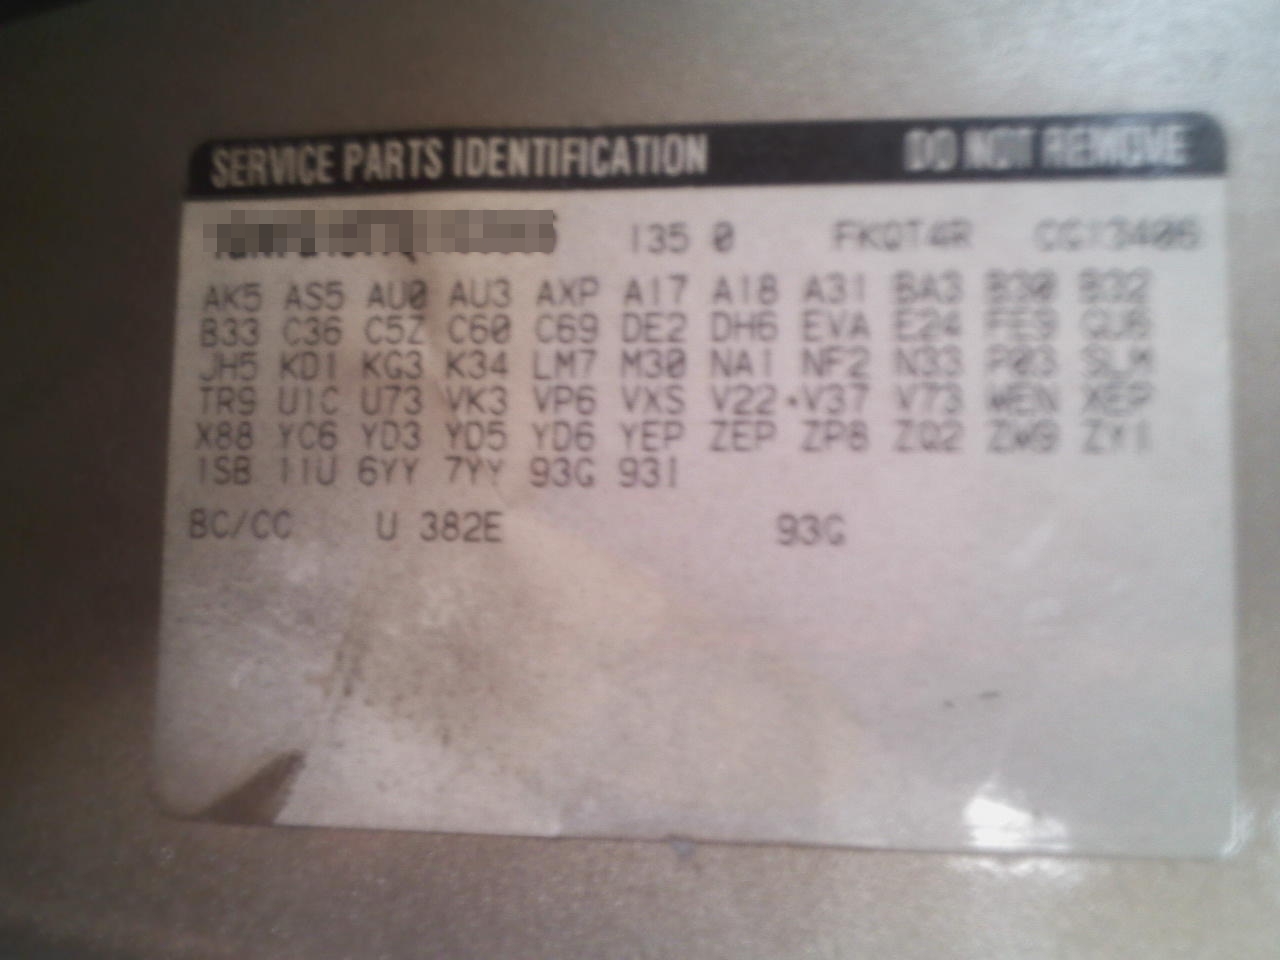 SERVICE PARTS IDENTIFICATION DO NOT REMOVE
135 0 FKQT4R CG13406
AK5 AS5 AU0 AU3 AXP A17 A18 A31 BA3 B30 B32
B33 C36 C5Z C60 C69 DE2 DH6 EVA E24 FE9 QU6
JH5 KD1 KG3 K34 LM7 M30 NA1 NF2 N33 P03 SLM
TR9 U1C U73 VK3 VP6 VXS V22 *V37 V73 WEN XEP
X88 YC6 YD3 YD5 YD6 YEP ZEP ZP8 ZQ2 ZW9 ZY1
1SB 11U 6YY 7YY 93G 931
BC/CC U 382E 93G